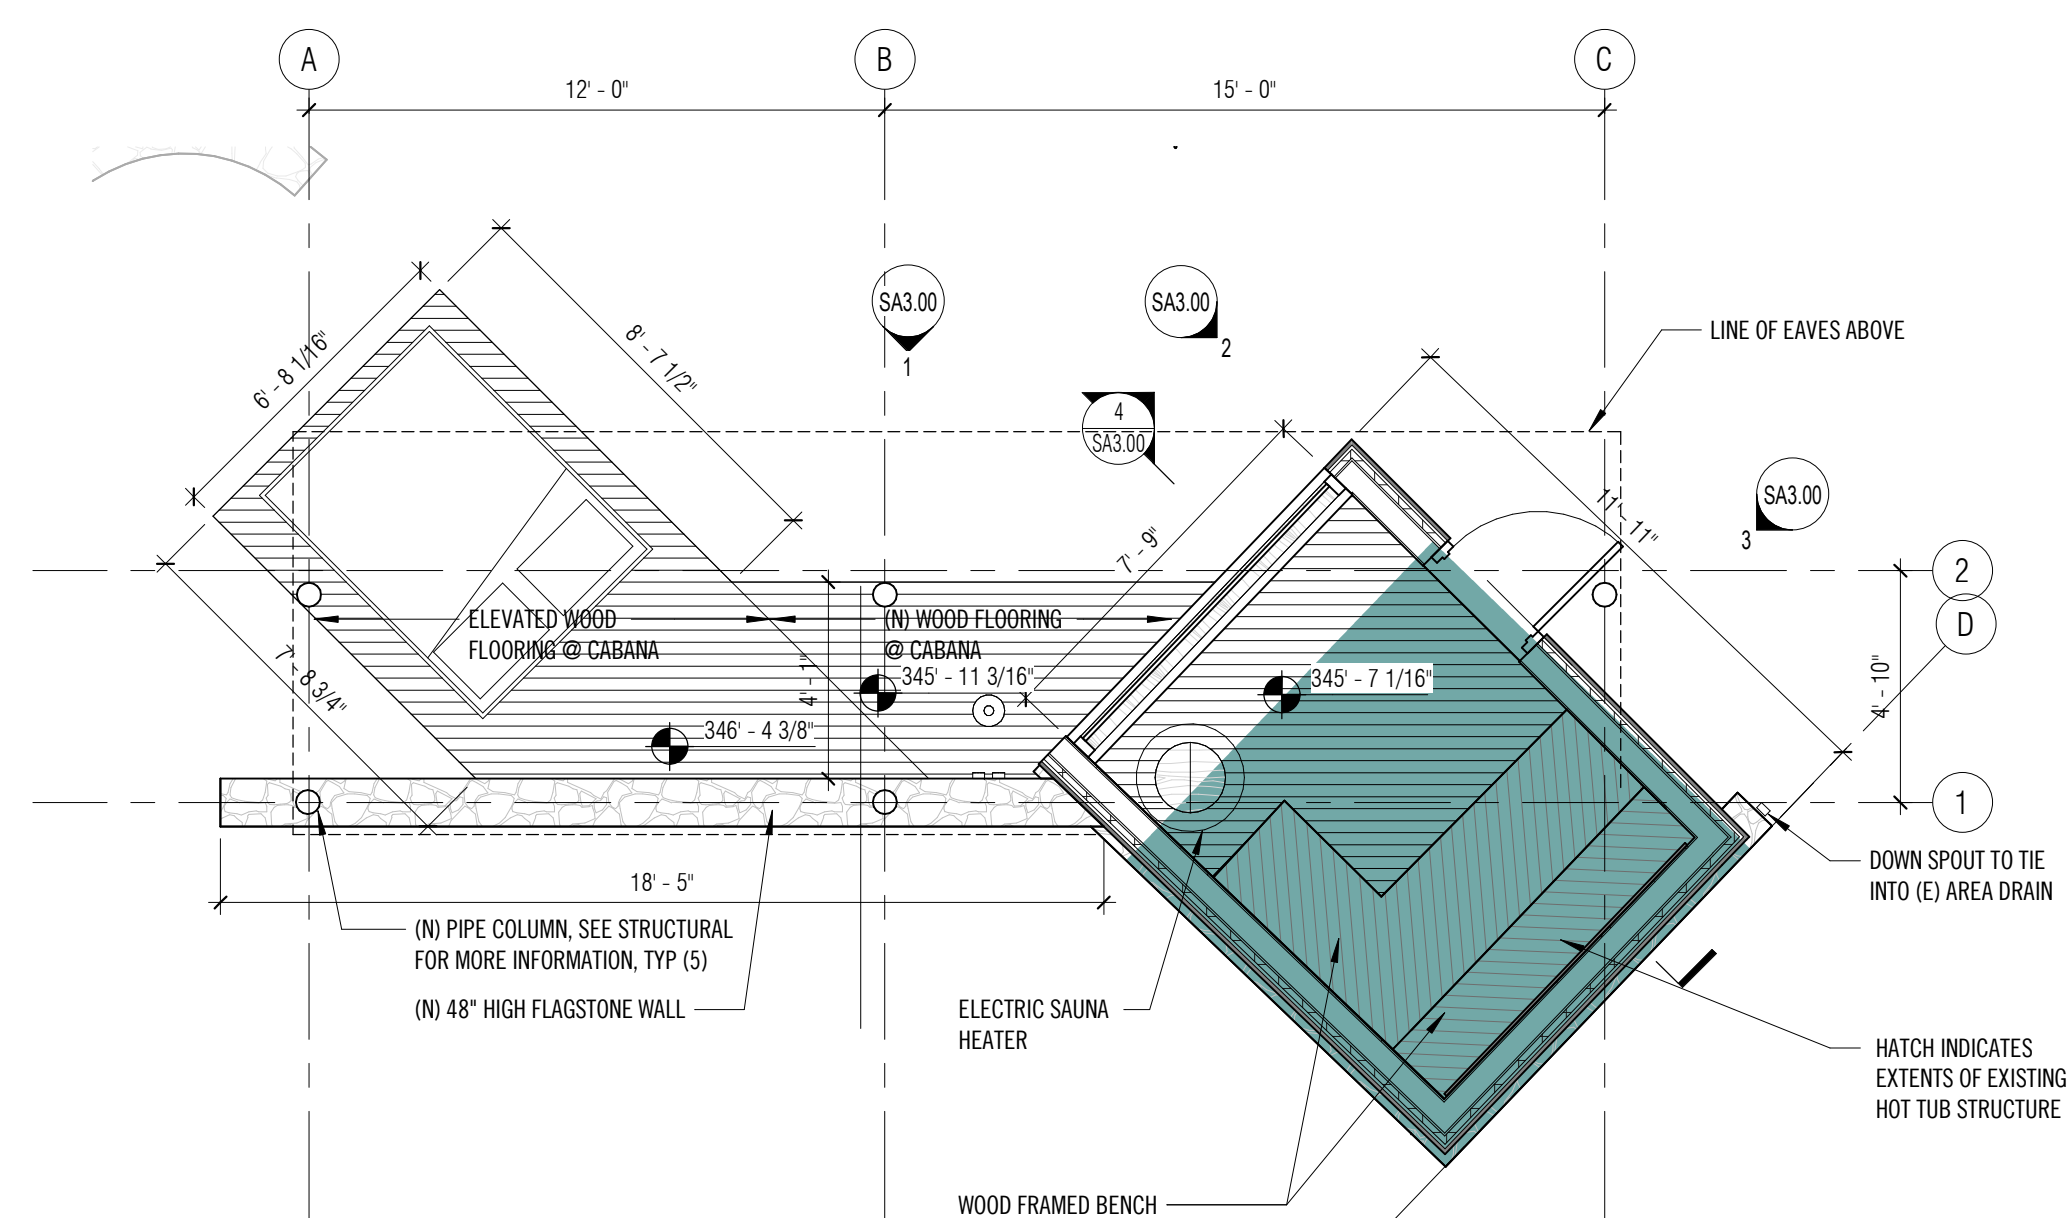 A
B
C
12' - 0"
15' - 0"
SA3.00
1
SA3.00
2
LINE OF EAVES ABOVE
6' - 8 1/16"
8' - 7 1/2"
4
SA3.00
SA3.00
3
11' - 11"
7' - 9"
2
D
ELEVATED WOOD
FLOORING @ CABANA
(N) WOOD FLOORING
@ CABANA
7' - 8 3/4"
4' - 1"
345' - 11 3/16"
345' - 7 1/16"
4' - 10"
346' - 4 3/8"
1
18' - 5"
DOWN SPOUT TO TIE
INTO (E) AREA DRAIN
(N) PIPE COLUMN, SEE STRUCTURAL
FOR MORE INFORMATION, TYP (5)
(N) 48" HIGH FLAGSTONE WALL
ELECTRIC SAUNA
HEATER
HATCH INDICATES
EXTENTS OF EXISTING
HOT TUB STRUCTURE
WOOD FRAMED BENCH